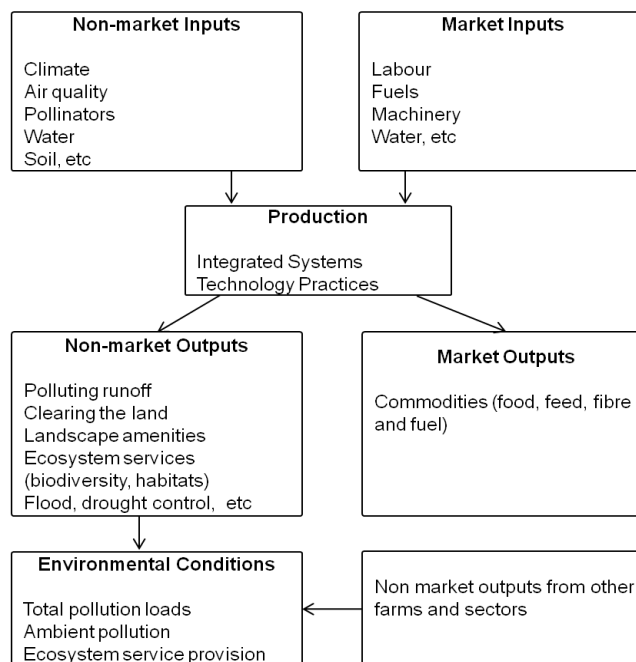 Non-market Inputs
Climate
Air quality
Pollinators
Water
Soil, etc
Market Inputs
Labour
Fuels
Machinery
Water, etc
Production
Integrated Systems
Technology Practices
Non-market Outputs
Polluting runoff
Clearing the land
Landscape amenities
Ecosystem services
(biodiversity, habitats)
Flood, drought control, etc
Market Outputs
Commodities (food, feed, fibre
and fuel)
Environmental Conditions
Total pollution loads
Ambient pollution
Ecosystem service provision
Non market outputs from other
farms and sectors